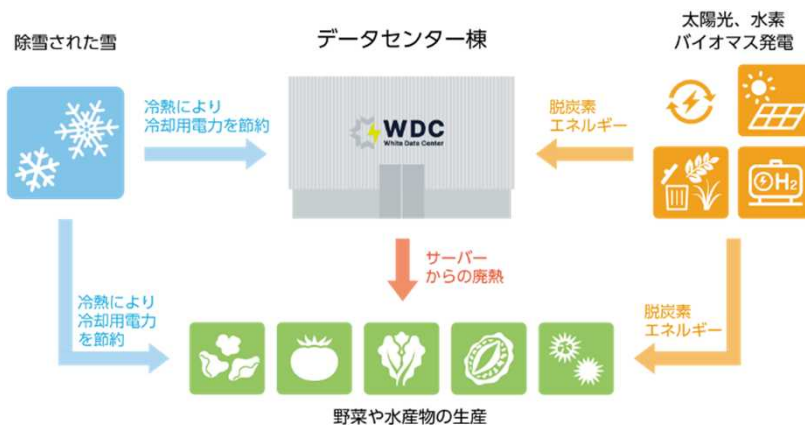 除雪された雪
データセンター棟
太陽光、水素
バイオマス発電
冷熱により
冷却用電力を節約
WDC
White Data Center
脱炭素
エネルギー
H2
サーバー
からの廃熱
冷熱により
冷却用電力
を節約
脱炭素
エネルギー
野菜や水産物の生産